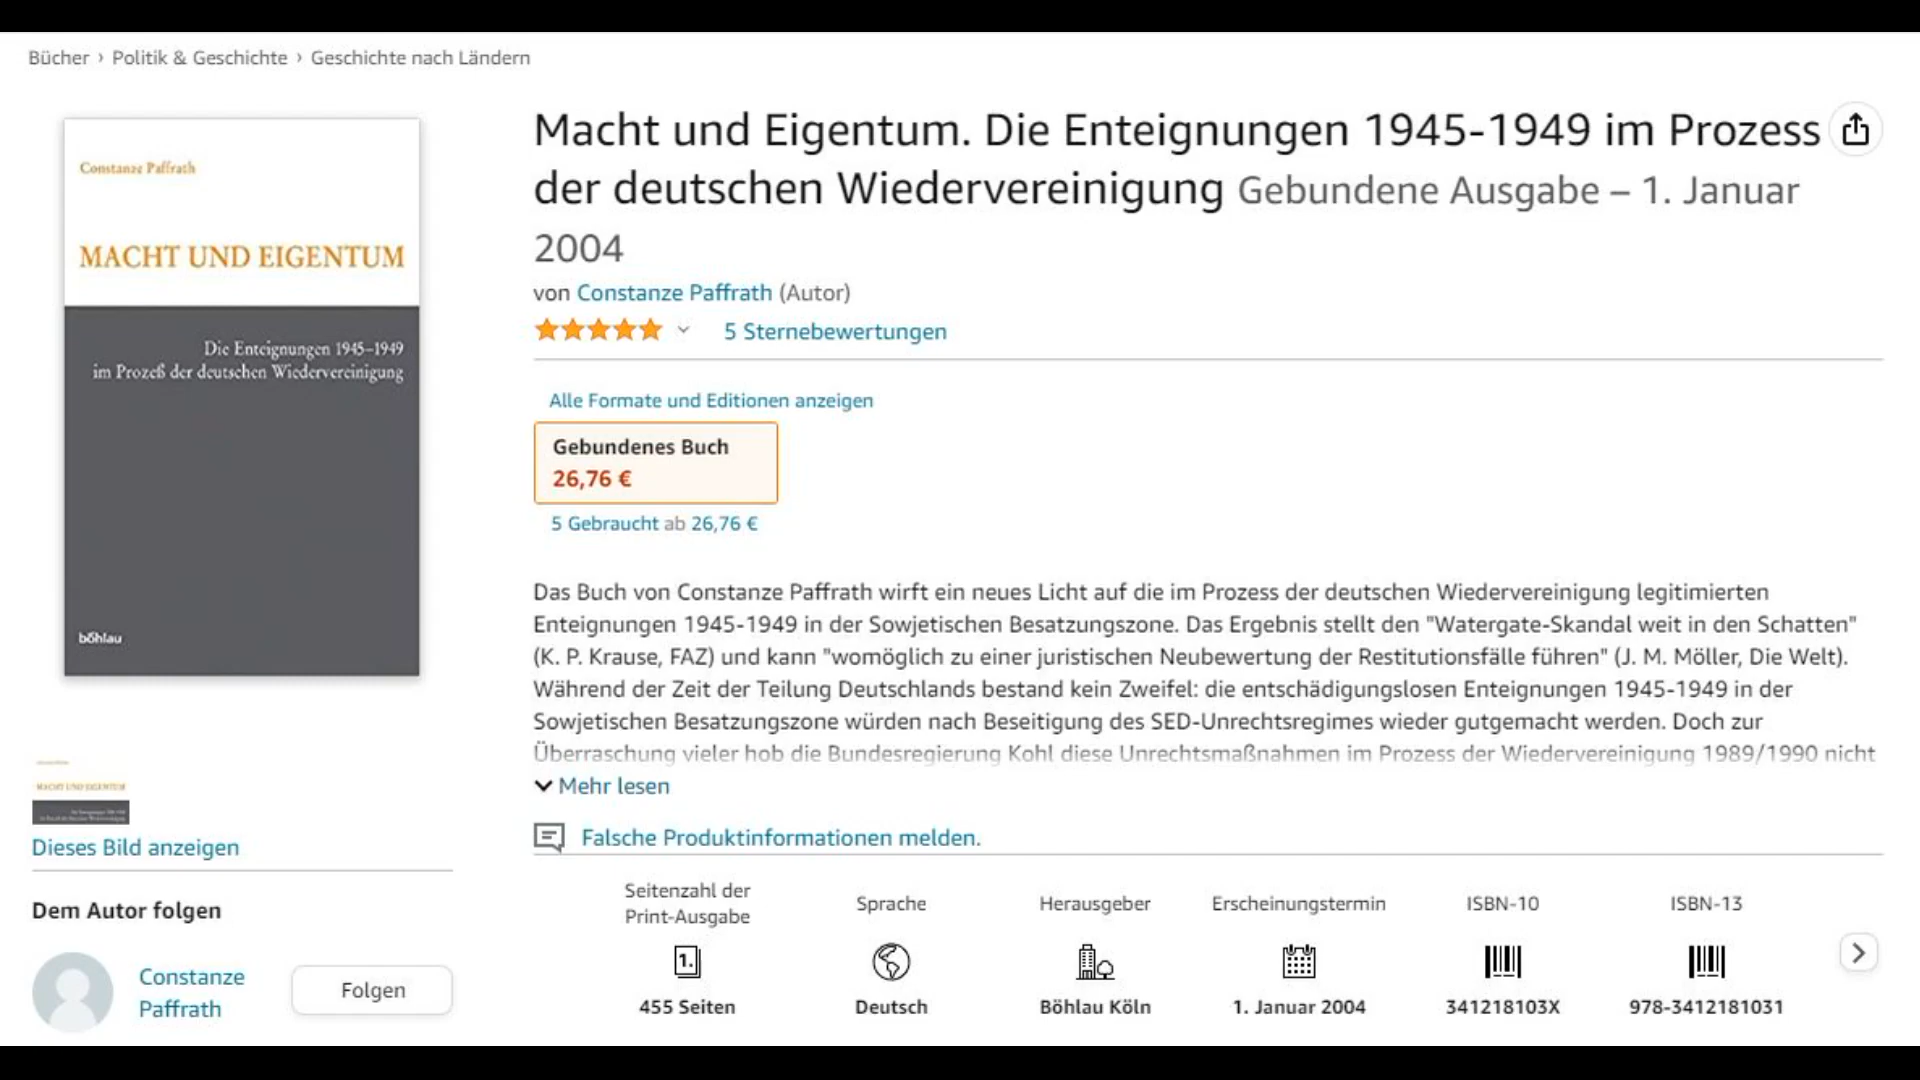 Bücher › Politik & Geschichte › Geschichte nach Ländern
Constanze Paffrath
MACHT UND EIGENTUM
Die Enteignungen 1945–1949
im Prozeß der deutschen Wiedervereinigung
böhlau
MACHT UND EIGENTUM
Dieses Bild anzeigen
Dem Autor folgen
Constanze
Paffrath
Folgen
Macht und Eigentum. Die Enteignungen 1945-1949 im Prozess
der deutschen Wiedervereinigung Gebundene Ausgabe – 1. Januar
2004
von Constanze Paffrath (Autor)
5 Sternebewertungen
Alle Formate und Editionen anzeigen
Gebundenes Buch
26,76 €
5 Gebraucht ab 26,76 €
Das Buch von Constanze Paffrath wirft ein neues Licht auf die im Prozess der deutschen Wiedervereinigung legitimierten
Enteignungen 1945-1949 in der Sowjetischen Besatzungszone. Das Ergebnis stellt den "Watergate-Skandal weit in den Schatten"
(K. P. Krause, FAZ) und kann "womöglich zu einer juristischen Neubewertung der Restitutionsfälle führen" (J. M. Möller, Die Welt).
Während der Zeit der Teilung Deutschlands bestand kein Zweifel: die entschädigungslosen Enteignungen 1945-1949 in der
Sowjetischen Besatzungszone würden nach Beseitigung des SED-Unrechtsregimes wieder gutgemacht werden. Doch zur
Überraschung vieler hob die Bundesregierung Kohl diese Unrechtsmaßnahmen im Prozess der Wiedervereinigung 1989/1990 nicht
Mehr lesen
Falsche Produktinformationen melden.
Seitenzahl der
Print-Ausgabe
1.
455 Seiten
Sprache
Deutsch
Herausgeber
Böhlau Köln
Erscheinungstermin
1. Januar 2004
ISBN-10
341218103X
ISBN-13
978-3412181031